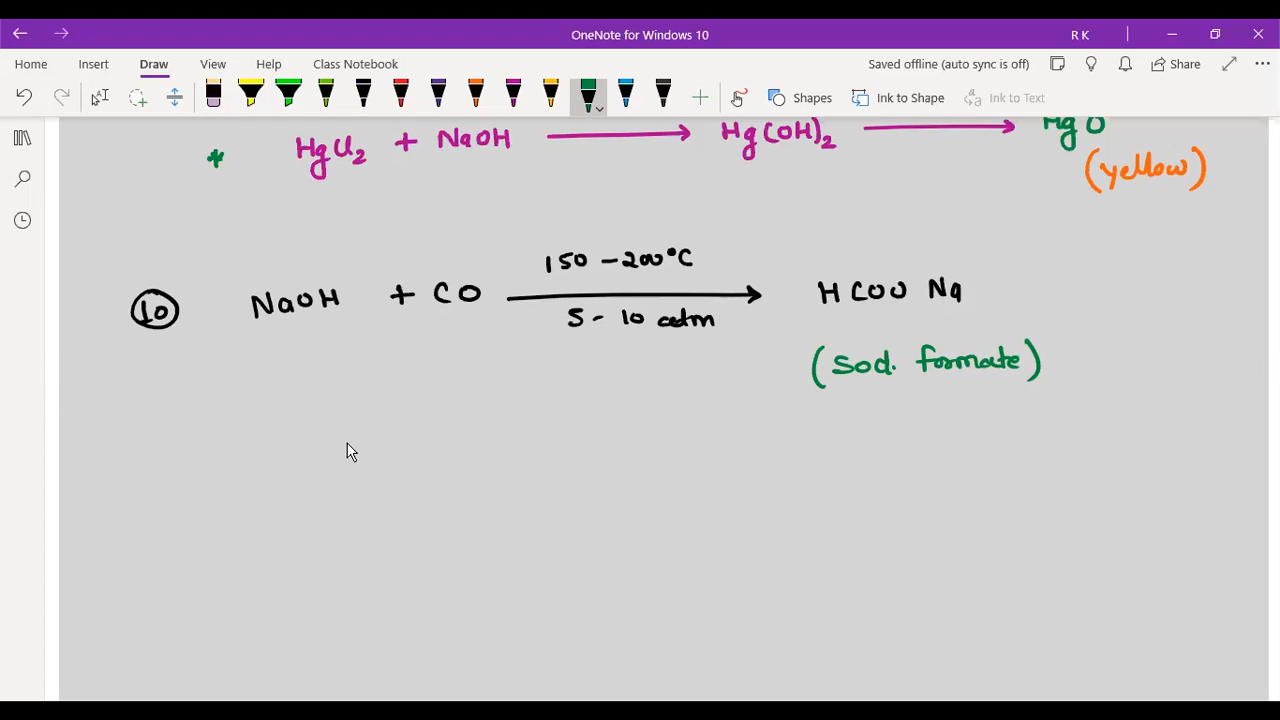 OneNote for Windows 10
R K
Home Insert Draw View Help Class Notebook
Saved offline (auto sync is off) Share
Shapes Ink to Shape Ink to Text
* HgCl2 + NaOH ⟶ Hg(OH)2 ⟶ HgO
(yellow)
150 - 200°C
10 NaOH + CO ⟶ HCOO Na
5 - 10 atm
(Sod. formate)